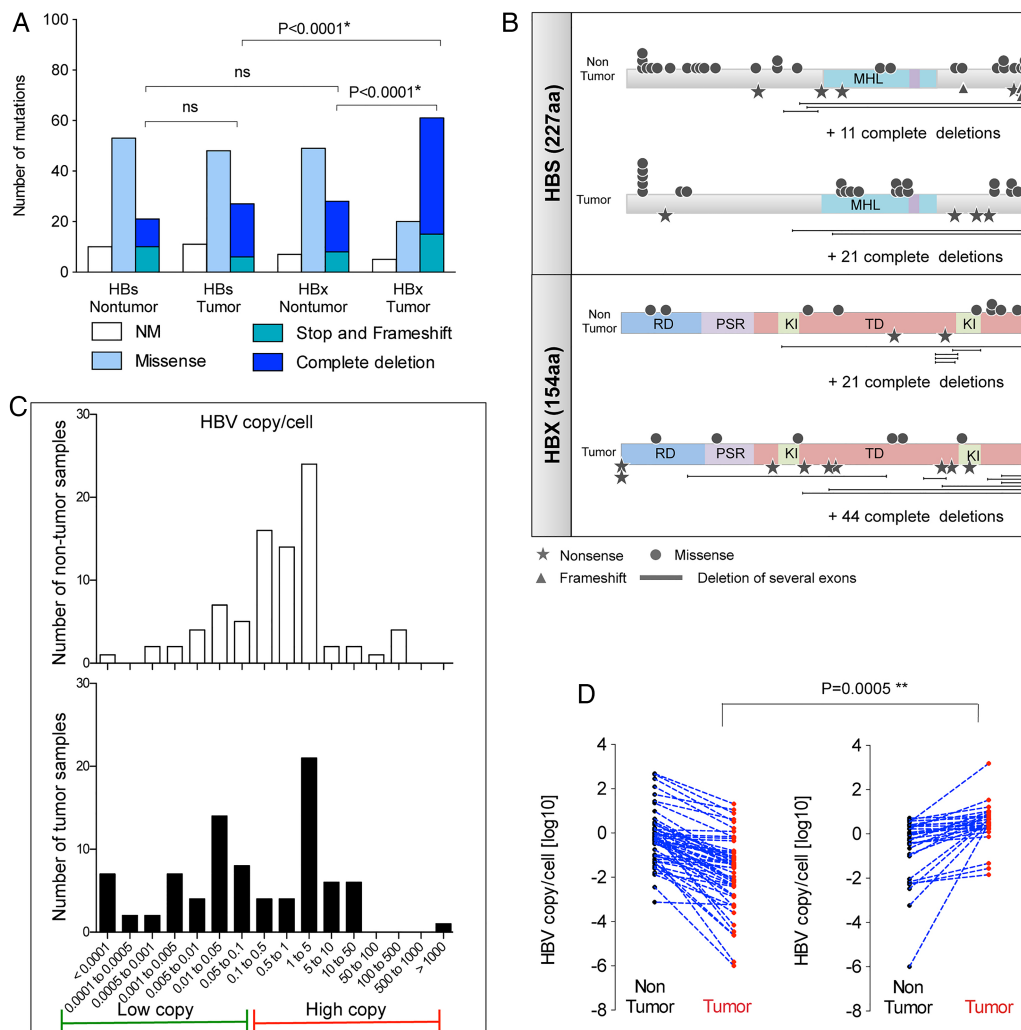 A
Number of mutations
100
80
60
40
20
0
P<0.0001*
ns
P<0.0001*
ns
HBs Nontumor
HBs Tumor
HBx Nontumor
HBx Tumor
NM
Stop and Frameshift
Missense
Complete deletion
B
HBS (227aa)
Non Tumor
MHL
+ 11 complete deletions
Tumor
MHL
+ 21 complete deletions
HBX (154aa)
Non Tumor
RD PSR KI TD KI
+ 21 complete deletions
Tumor
RD PSR KI TD KI
+ 44 complete deletions
Nonsense
Missense
Frameshift
Deletion of several exons
C
HBV copy/cell
Number of non-tumor samples
30
20
10
0
Number of tumor samples
30
20
10
0
< 0.0001
0.0001 to 0.0005
0.0005 to 0.001
0.001 to 0.005
0.005 to 0.01
0.01 to 0.05
0.05 to 0.1
0.1 to 0.5
0.5 to 1
1 to 5
5 to 10
10 to 50
50 to 100
100 to 500
500 to 1000
> 1000
Low copy
High copy
D
P=0.0005 **
HBV copy/cell [log10]
4
2
0
-2
-4
-6
-8
Non Tumor
Tumor
HBV copy/cell [log10]
4
2
0
-2
-4
-6
-8
Non Tumor
Tumor